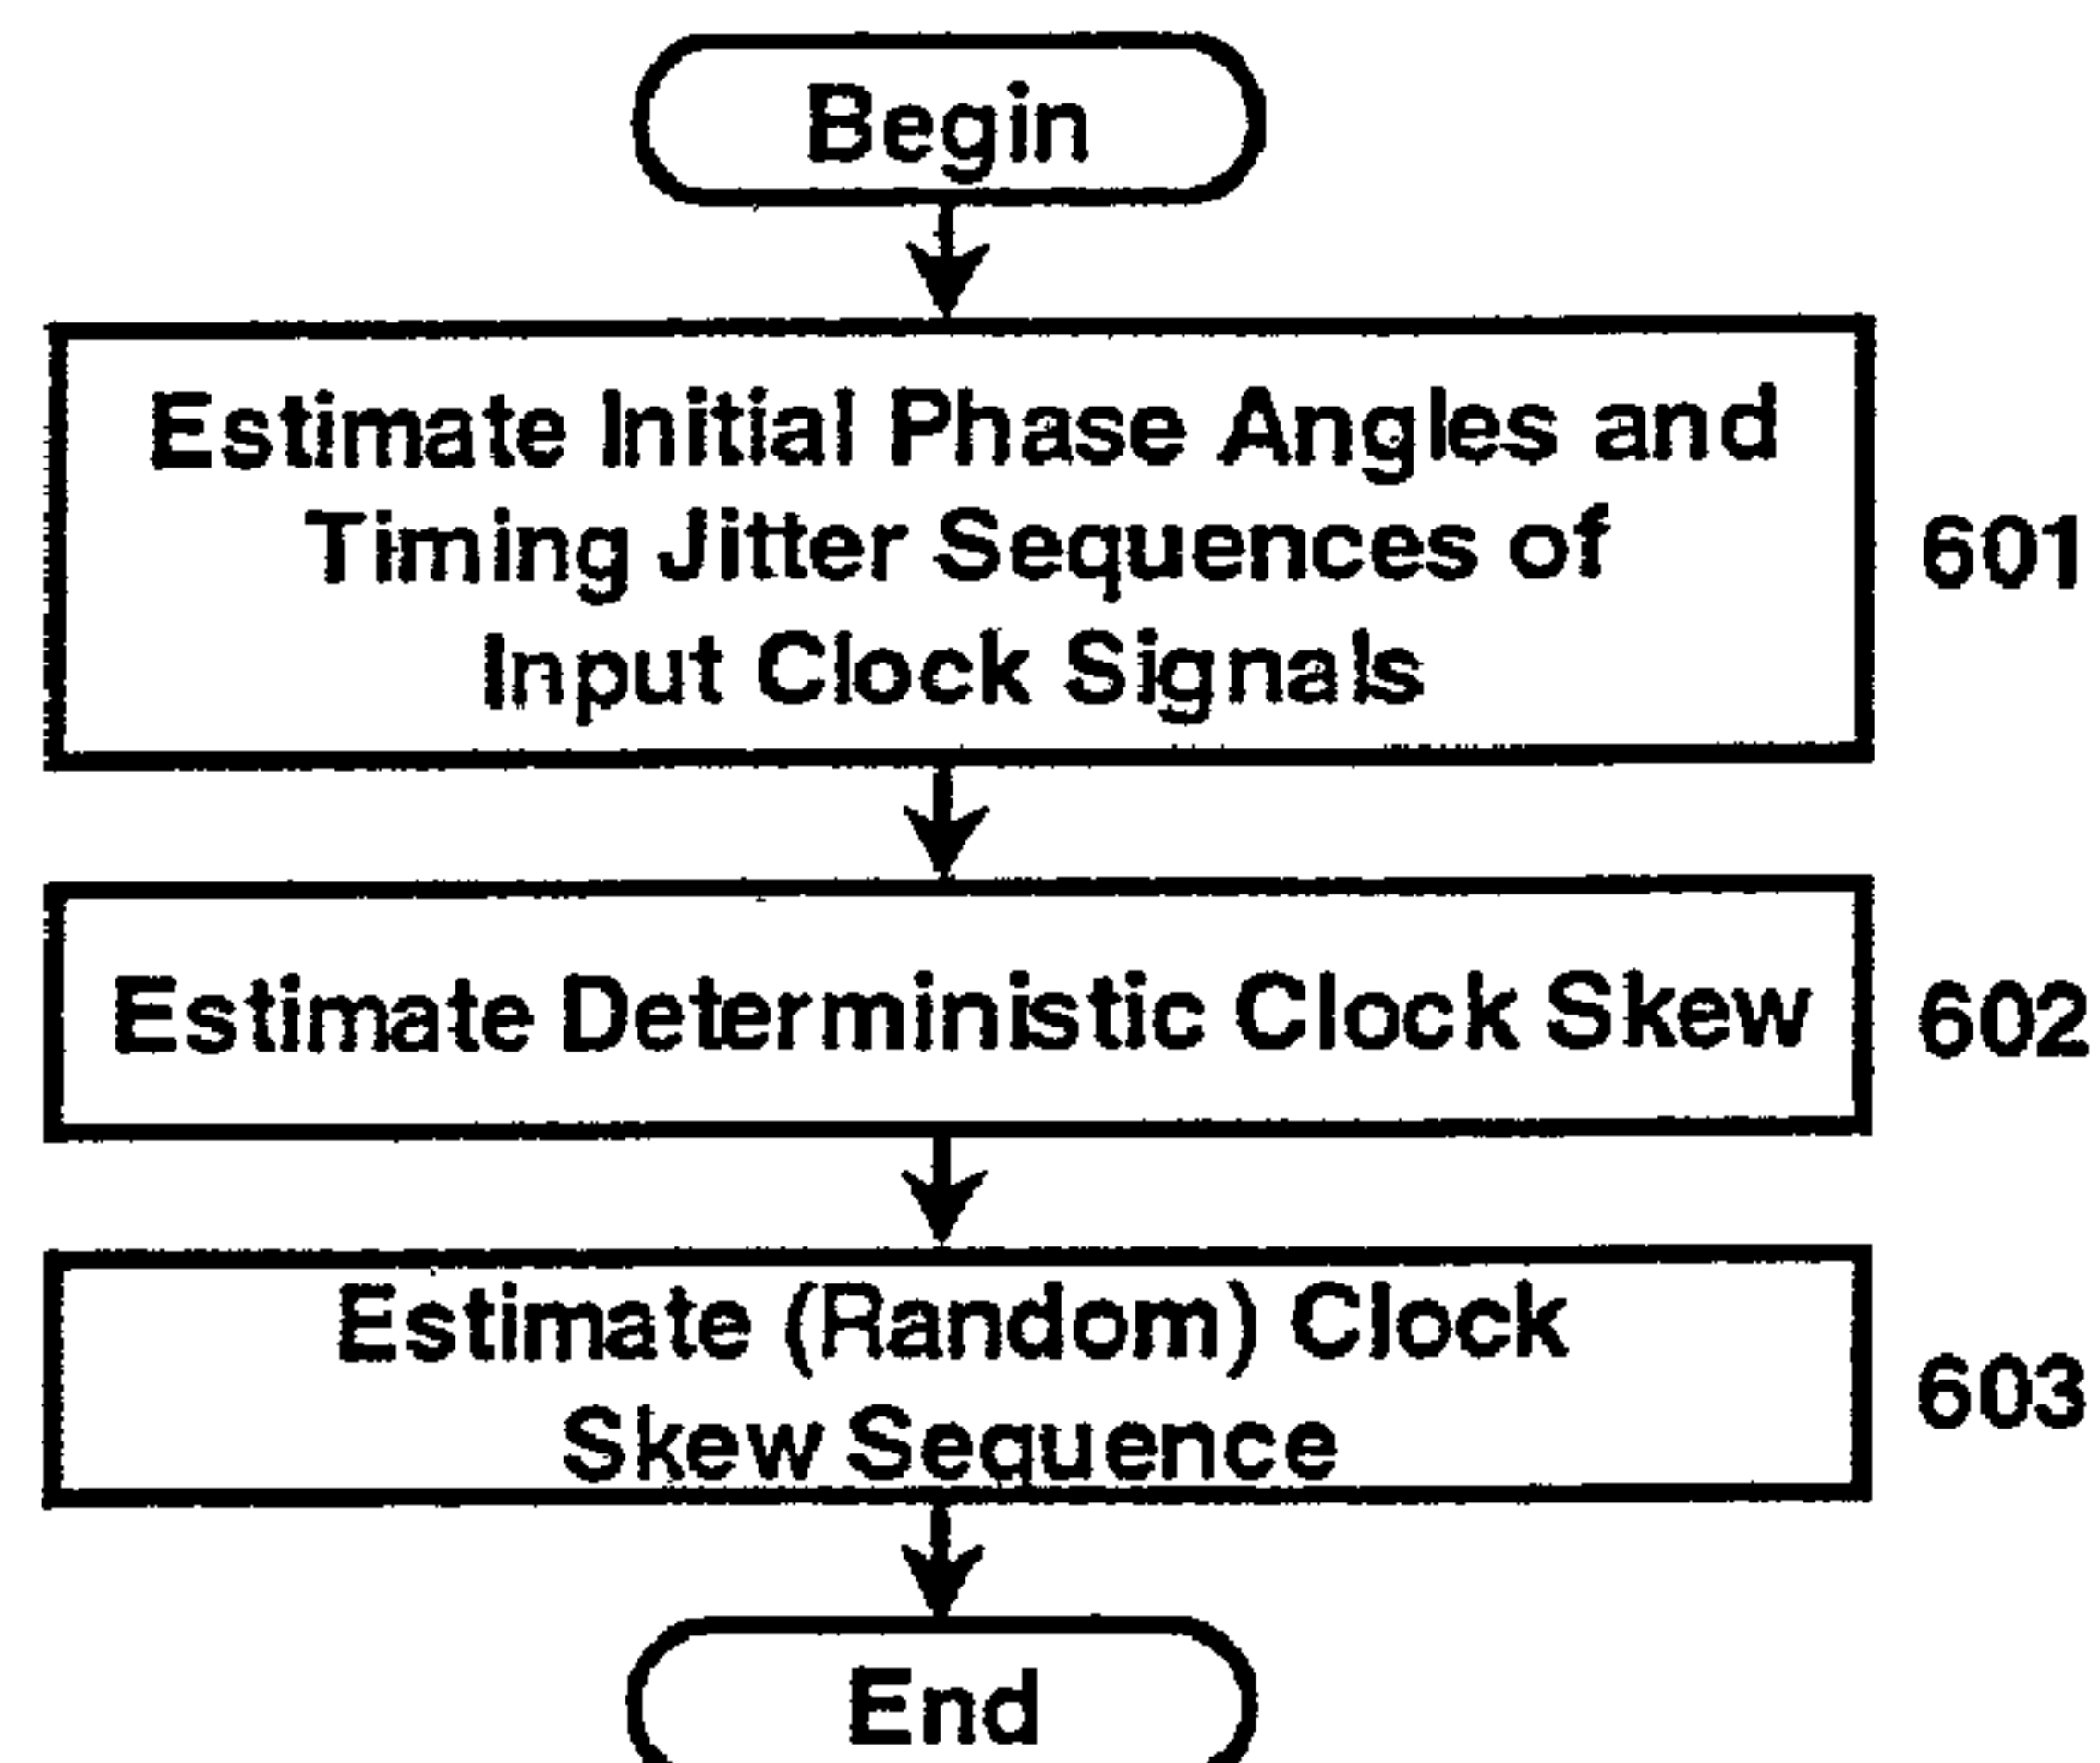 Begin
Estimate Initial Phase Angles and
Timing Jitter Sequences of
Input Clock Signals
601
Estimate Deterministic Clock Skew
602
Estimate (Random) Clock
Skew Sequence
603
End